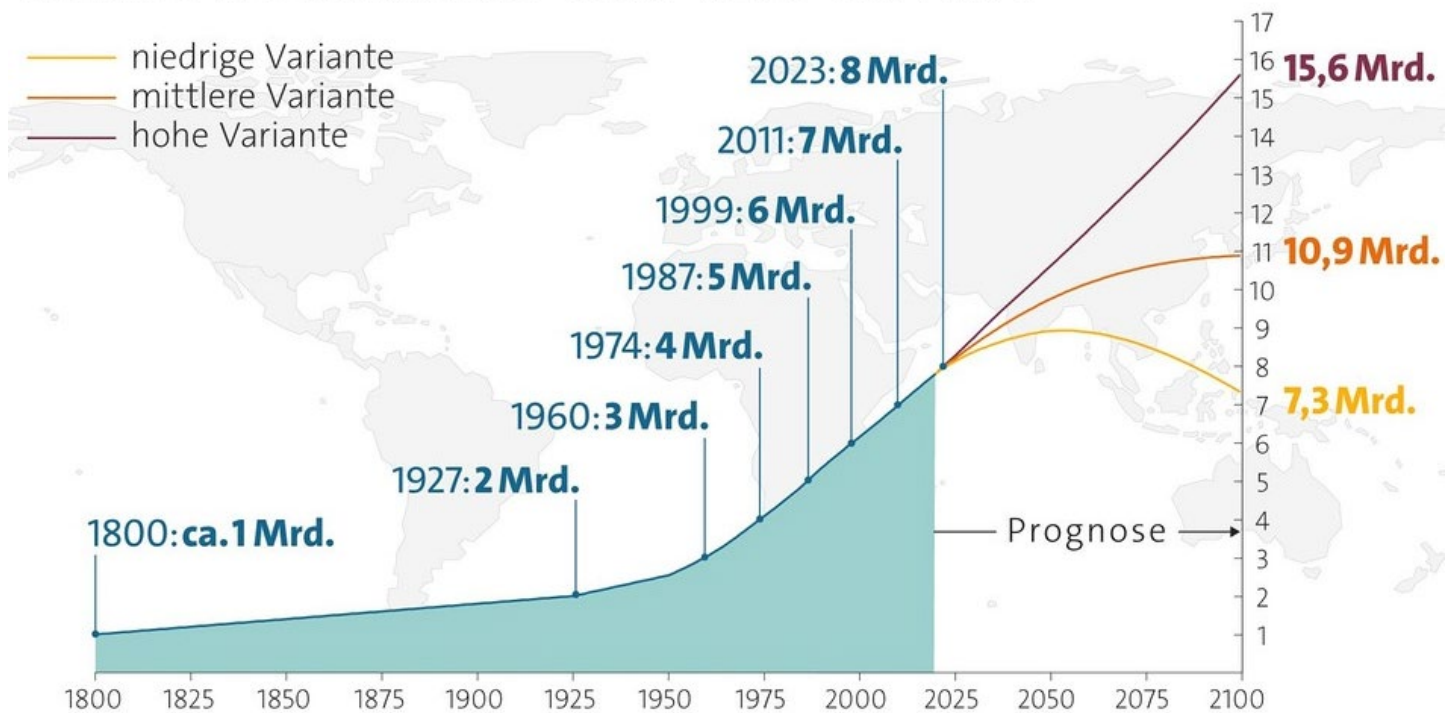 niedrige Variante
mittlere Variante
hohe Variante
2023: 8 Mrd.
2011: 7 Mrd.
1999: 6 Mrd.
1987: 5 Mrd.
1974: 4 Mrd.
1960: 3 Mrd.
1927: 2 Mrd.
1800: ca. 1 Mrd.
Prognose
17
16
15
14
13
12
11
10
9
8
7
6
5
4
3
2
1
15,6 Mrd.
10,9 Mrd.
7,3 Mrd.
1800 1825 1850 1875 1900 1925 1950 1975 2000 2025 2050 2075 2100